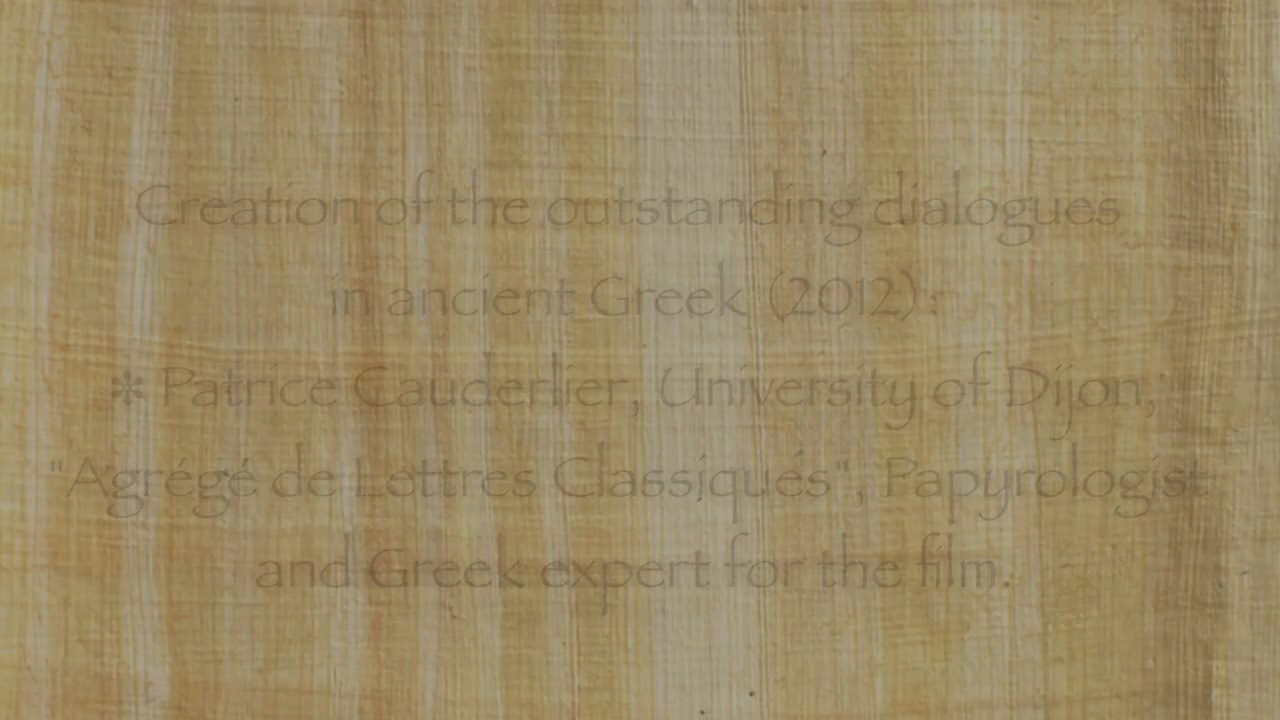 Creation of the outstanding dialogues
in ancient Greek (2012) :
* Patrice Cauderlier, University of Dijon,
"Agrégé de Lettres Classiques", Papyrologist
and Greek expert for the film.